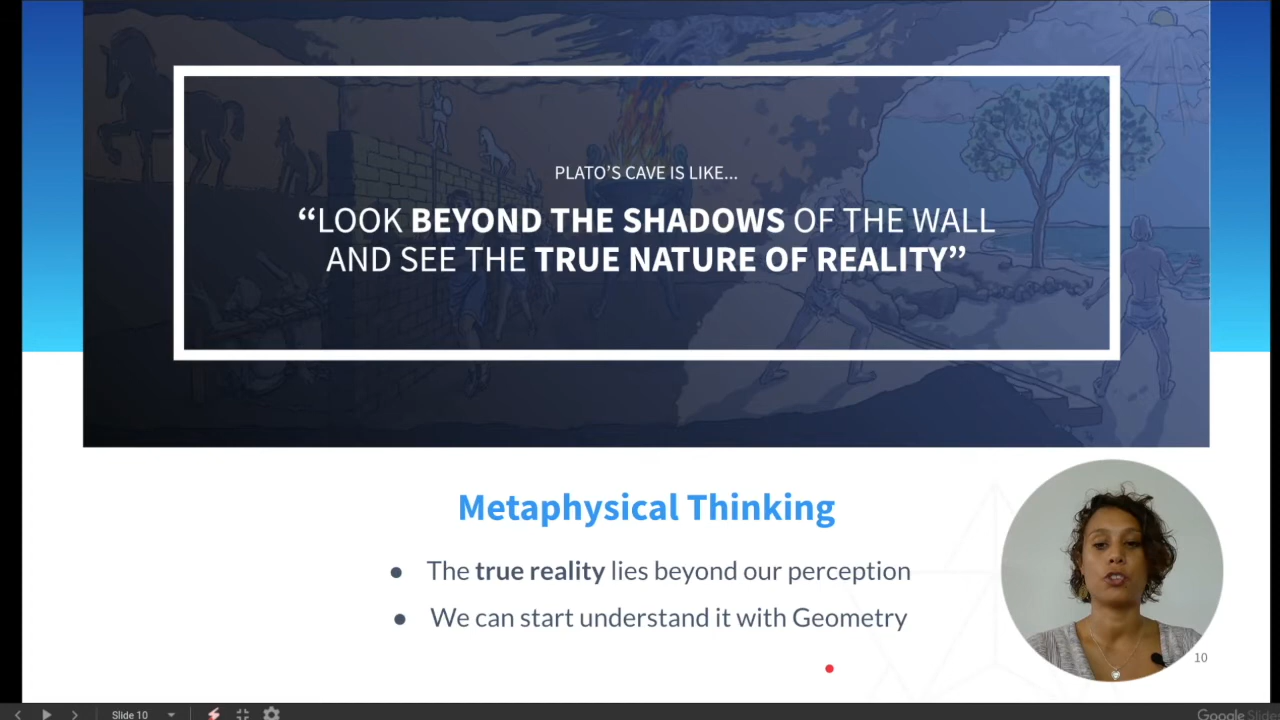 PLATO’S CAVE IS LIKE...
“LOOK BEYOND THE SHADOWS OF THE WALL
AND SEE THE TRUE NATURE OF REALITY”
Metaphysical Thinking
● The true reality lies beyond our perception
● We can start understand it with Geometry
10
Slide 10
Google Slides